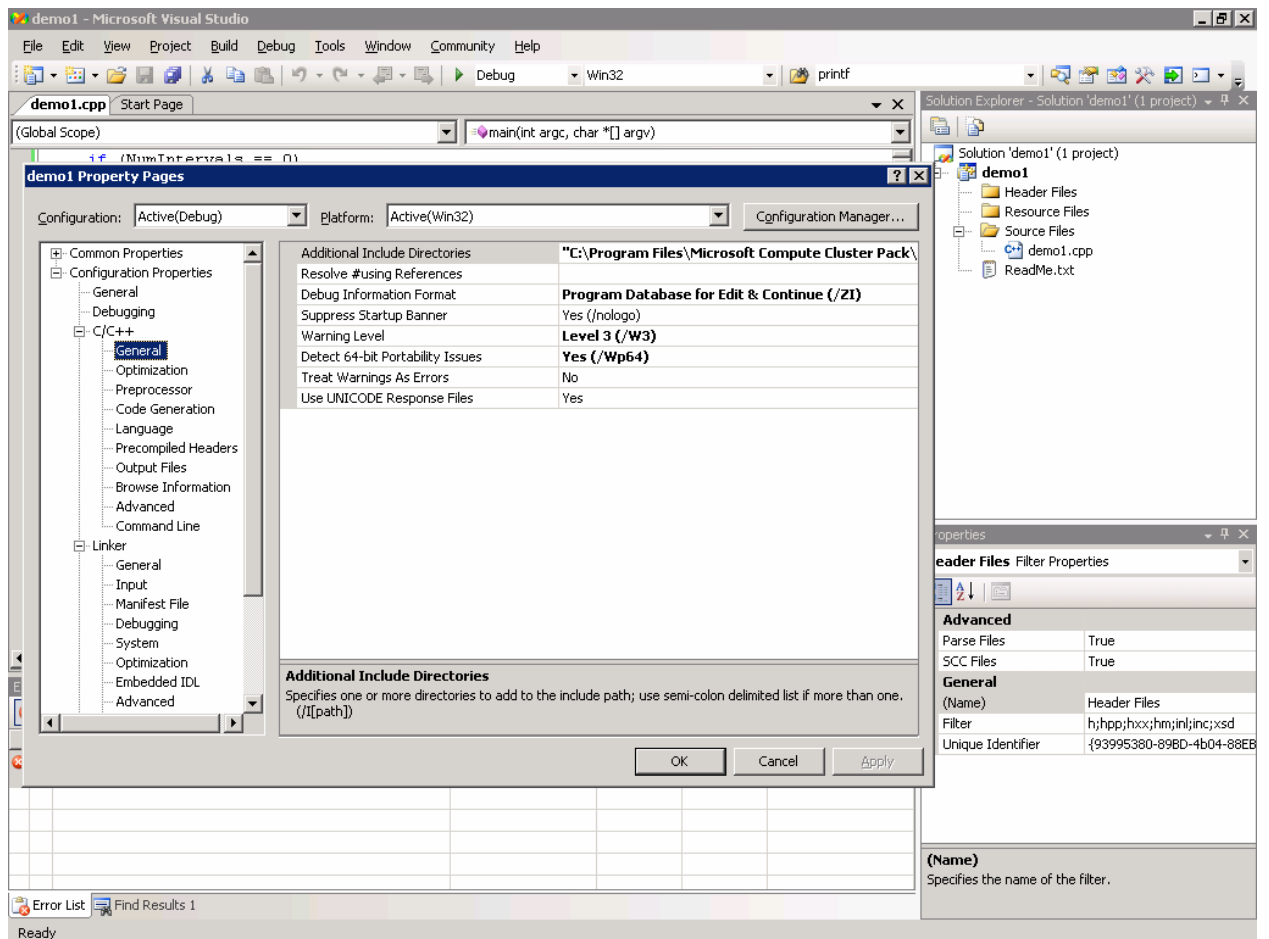 demo1 - Microsoft Visual Studio
File Edit View Project Build Debug Tools Window Community Help
Debug Win32 printf
demo1.cpp Start Page
(Global Scope) main(int argc, char *[] argv)
if (NumIntervals == 0)
demo1 Property Pages
Configuration: Active(Debug) Platform: Active(Win32) Configuration Manager...
Common Properties
Configuration Properties
General
Debugging
C/C++
General
Optimization
Preprocessor
Code Generation
Language
Precompiled Headers
Output Files
Browse Information
Advanced
Command Line
Linker
General
Input
Manifest File
Debugging
System
Optimization
Embedded IDL
Advanced
Additional Include Directories "C:\Program Files\Microsoft Compute Cluster Pack\
Resolve #using References
Debug Information Format Program Database for Edit & Continue (/ZI)
Suppress Startup Banner Yes (/nologo)
Warning Level Level 3 (/W3)
Detect 64-bit Portability Issues Yes (/Wp64)
Treat Warnings As Errors No
Use UNICODE Response Files Yes
Additional Include Directories
Specifies one or more directories to add to the include path; use semi-colon delimited list if more than one.
(/I[path])
OK Cancel Apply
Solution Explorer - Solution 'demo1' (1 project)
Solution 'demo1' (1 project)
demo1
Header Files
Resource Files
Source Files
demo1.cpp
ReadMe.txt
roperties
eader Files Filter Properties
Advanced
Parse Files True
SCC Files True
General
(Name) Header Files
Filter h;hpp;hxx;hm;inl;inc;xsd
Unique Identifier {93995380-89BD-4b04-88EB
(Name)
Specifies the name of the filter.
Error List Find Results 1
Ready